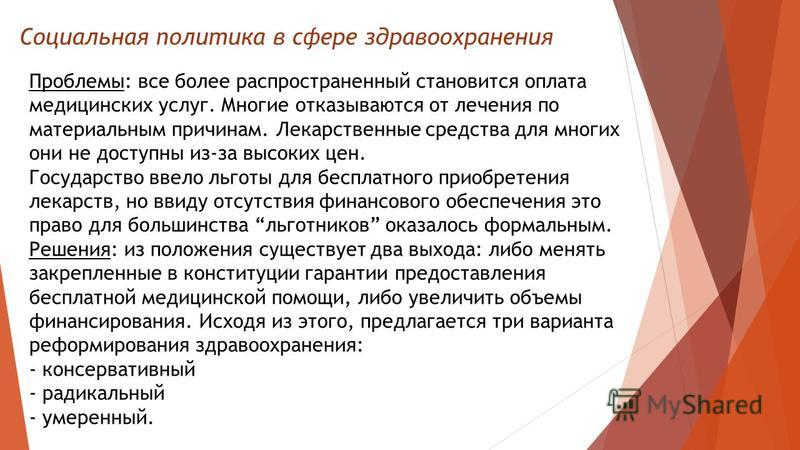 Социальная политика в сфере здравоохранения
Проблемы: все более распространенный становится оплата
медицинских услуг. Многие отказываются от лечения по
материальным причинам. Лекарственные средства для многих
они не доступны из-за высоких цен.
Государство ввело льготы для бесплатного приобретения
лекарств, но ввиду отсутствия финансового обеспечения это
право для большинства “льготников” оказалось формальным.
Решения: из положения существует два выхода: либо менять
закрепленные в конституции гарантии предоставления
бесплатной медицинской помощи, либо увеличить объемы
финансирования. Исходя из этого, предлагается три варианта
реформирования здравоохранения:
- консервативный
- радикальный
- умеренный.
MyShared